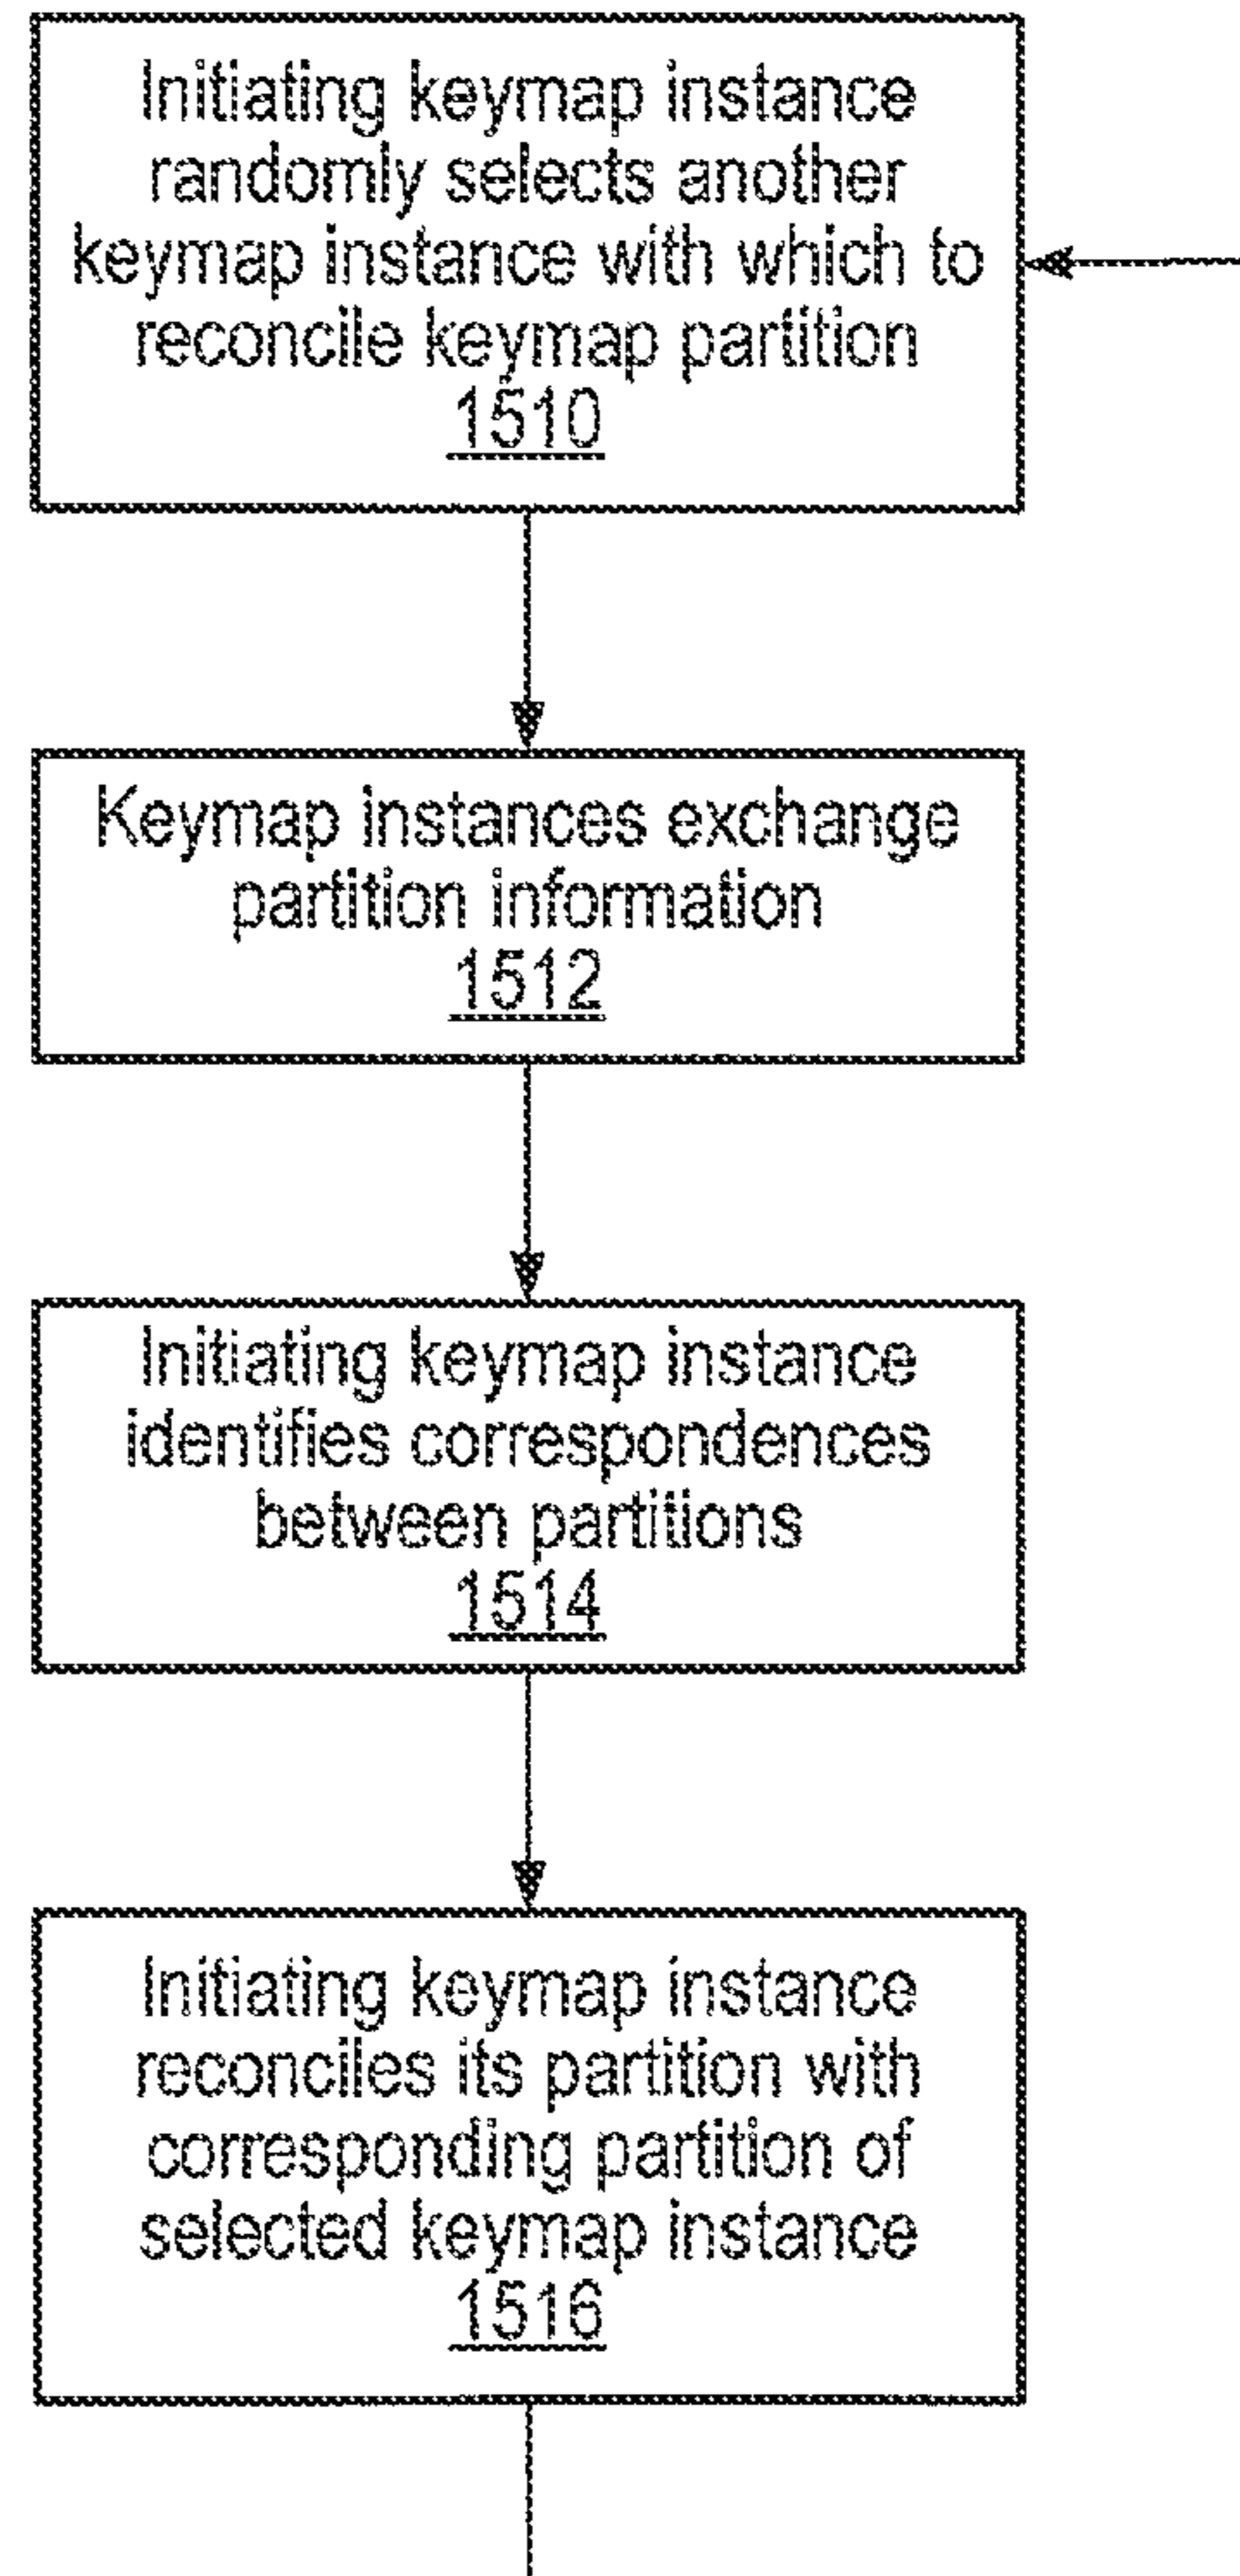 Initiating keymap instance
randomly selects another
keymap instance with which to
reconcile keymap partition
1510
Keymap instances exchange
partition information
1512
Initiating keymap instance
identifies correspondences
between partitions
1514
Initiating keymap instance
reconciles its partition with
corresponding partition of
selected keymap instance
1516